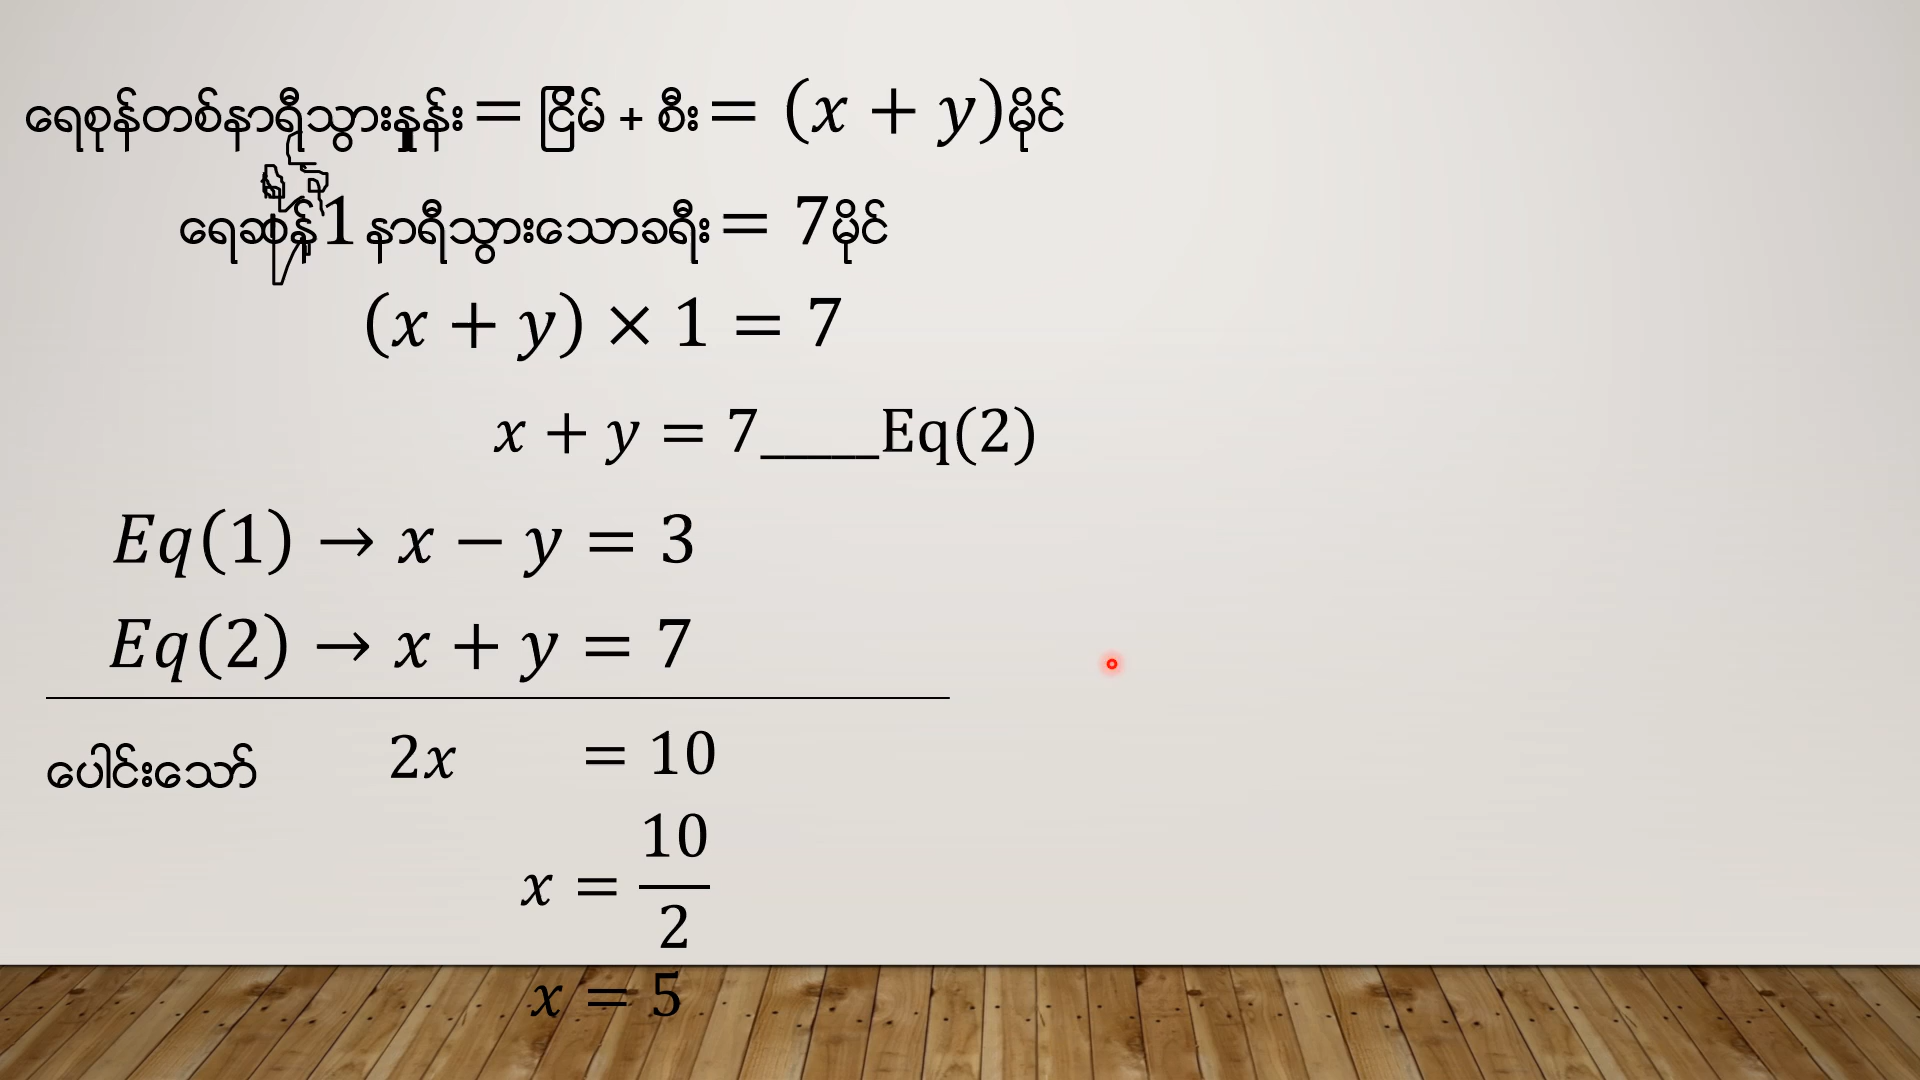 ရေစုန်တစ်နာရီသွားနှုန်း = ငြိမ် + စီး = (x + y)မိုင်
ရေဆန် 1 နာရီသွားသောခရီး = 7မိုင်
(x + y) × 1 = 7
x + y = 7_____Eq(2)
Eq(1) → x − y = 3
Eq(2) → x + y = 7
ပေါင်းသော် 2x = 10
x = 10/2
x = 5